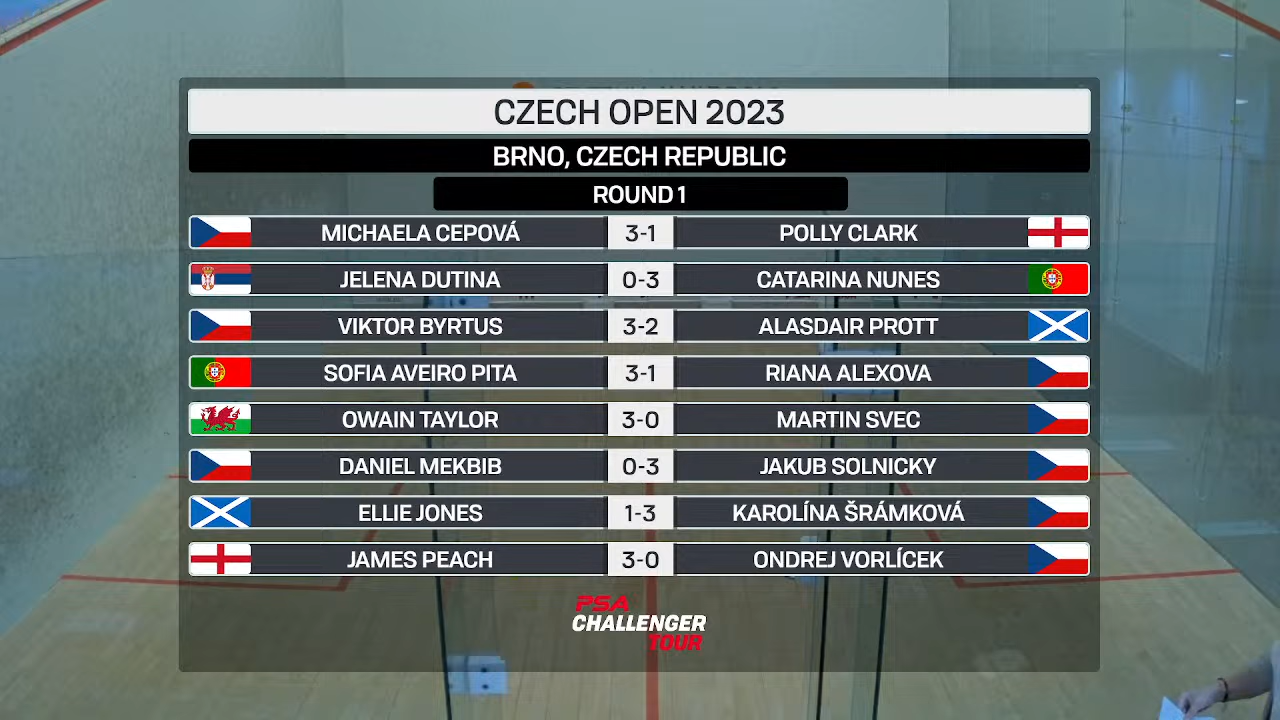 CZECH OPEN 2023
BRNO, CZECH REPUBLIC
ROUND 1
MICHAELA CEPOVÁ 3-1 POLLY CLARK
JELENA DUTINA 0-3 CATARINA NUNES
VIKTOR BYRTUS 3-2 ALASDAIR PROTT
SOFIA AVEIRO PITA 3-1 RIANA ALEXOVA
OWAIN TAYLOR 3-0 MARTIN SVEC
DANIEL MEKBIB 0-3 JAKUB SOLNICKY
ELLIE JONES 1-3 KAROLÍNA ŠRÁMKOVÁ
JAMES PEACH 3-0 ONDREJ VORLÍCEK
PSA
CHALLENGER
TOUR